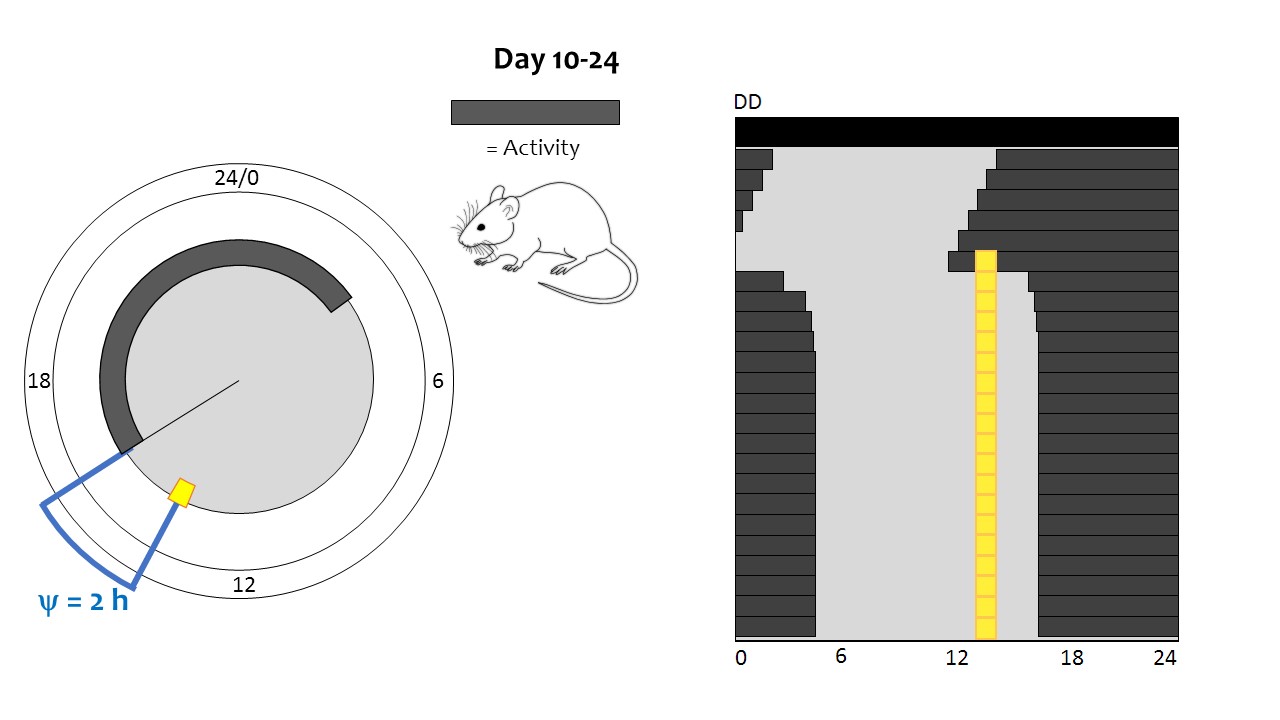 Day 10-24
= Activity
24/0
18
6
12
ψ = 2 h
DD
0 6 12 18 24